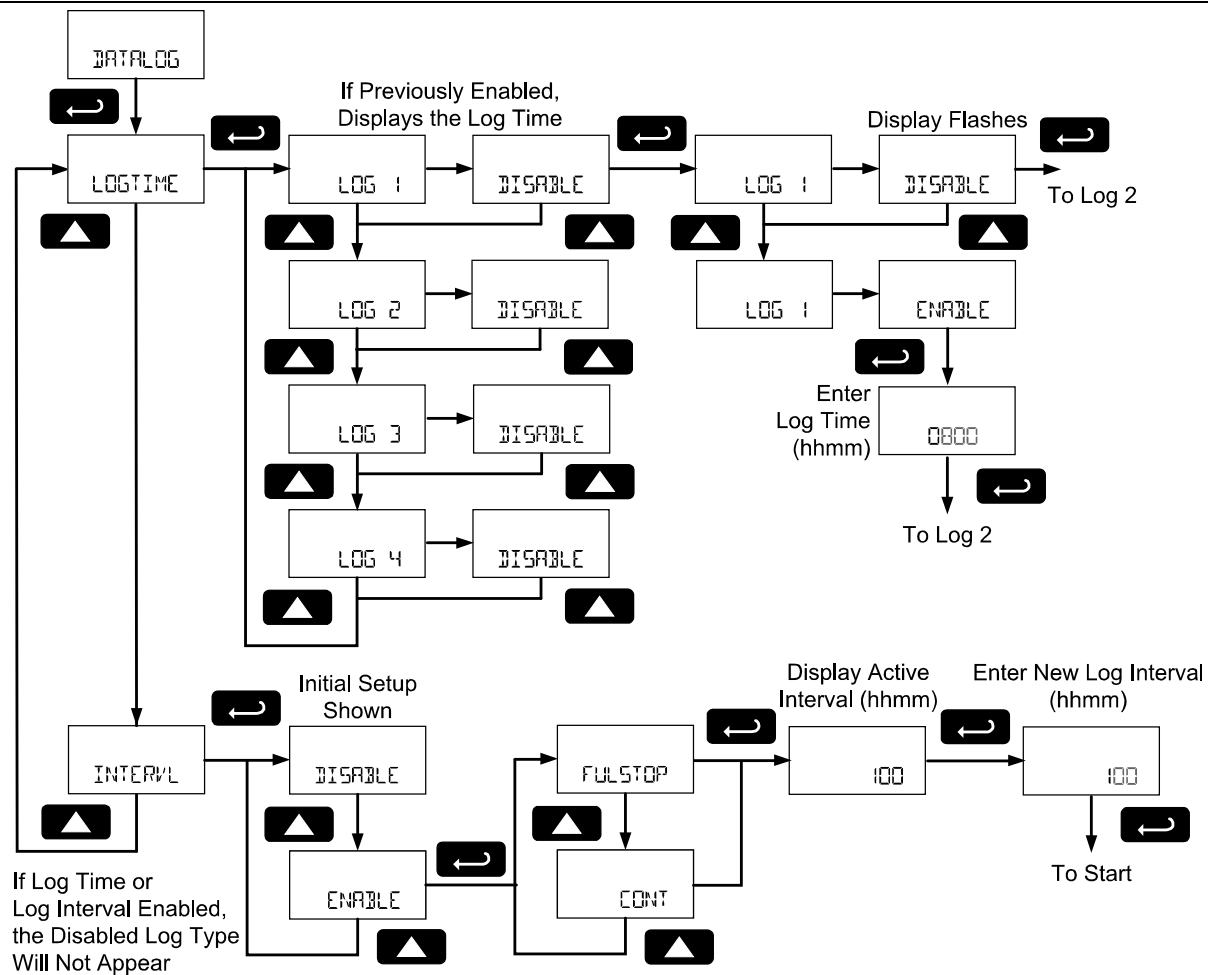 DATALOG
If Previously Enabled,
Displays the Log Time
Display Flashes
LOGTIME
LOG 1
DISABLE
LOG 1
DISABLE
To Log 2
LOG 2
DISABLE
LOG 1
ENABLE
LOG 3
DISABLE
Enter
Log Time
(hhmm)
0800
LOG 4
DISABLE
To Log 2
Initial Setup
Shown
Display Active
Interval (hhmm)
Enter New Log Interval
(hhmm)
INTERVL
DISABLE
FULSTOP
100
100
ENABLE
CONT
To Start
If Log Time or
Log Interval Enabled,
the Disabled Log Type
Will Not Appear